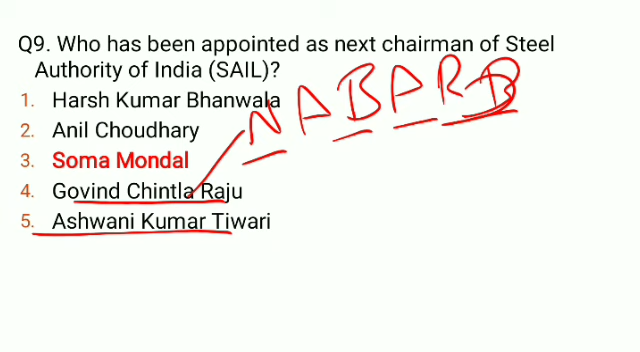 Q9. Who has been appointed as next chairman of Steel
Authority of India (SAIL)?
1. Harsh Kumar Bhanwala
2. Anil Choudhary
3. Soma Mondal
4. Govind Chintla Raju
5. Ashwani Kumar Tiwari
NABARD